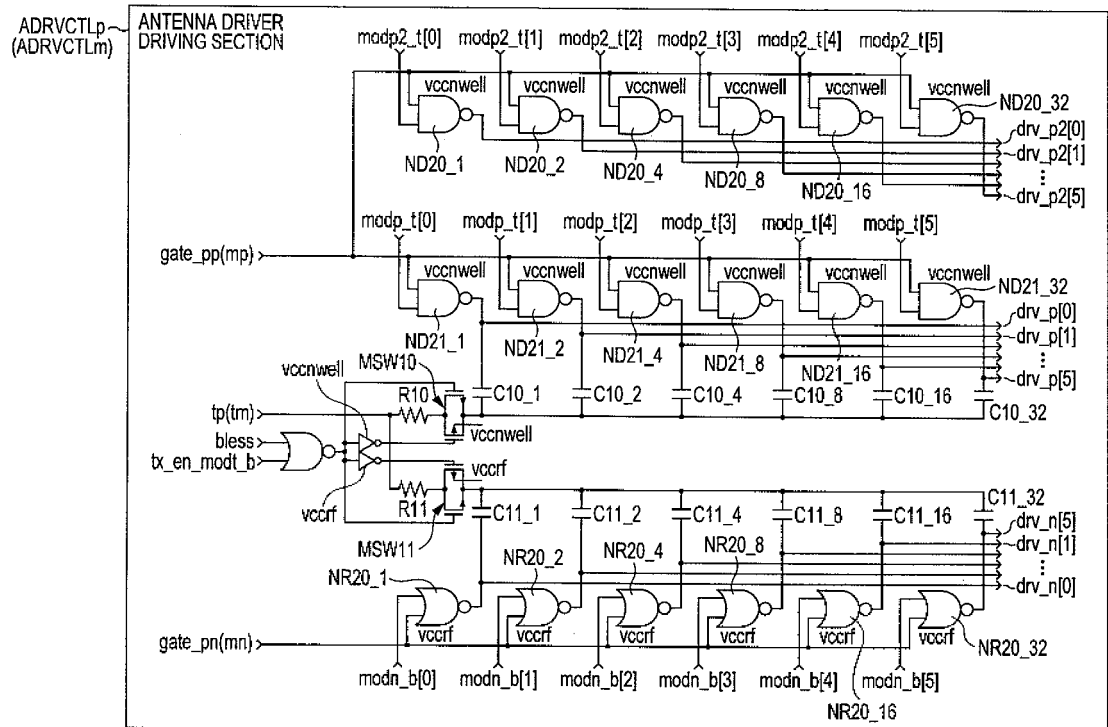 ADRVCTLp
(ADRVCTLm)
ANTENNA DRIVER
DRIVING SECTION
modp2_t[0] modp2_t[1] modp2_t[2] modp2_t[3] modp2_t[4] modp2_t[5]
vccnwell vccnwell vccnwell vccnwell vccnwell vccnwell
ND20_32
drv_p2[0]
drv_p2[1]
⋮
drv_p2[5]
ND20_1 ND20_2 ND20_4 ND20_8 ND20_16
modp_t[0] modp_t[1] modp_t[2] modp_t[3] modp_t[4] modp_t[5]
gate_pp(mp)
vccnwell vccnwell vccnwell vccnwell vccnwell vccnwell
ND21_32
drv_p[0]
drv_p[1]
⋮
drv_p[5]
ND21_1 ND21_2 ND21_4 ND21_8 ND21_16
MSW10
vccnwell
R10
C10_1 C10_2 C10_4 C10_8 C10_16 C10_32
tp(tm)
bless
tx_en_modt_b
vccnwell
vccrf
vccrf
R11
MSW11
C11_1 C11_2 C11_4 C11_8 C11_16 C11_32
drv_n[5]
drv_n[1]
⋮
drv_n[0]
NR20_1 NR20_2 NR20_4 NR20_8
vccrf vccrf vccrf vccrf vccrf vccrf
gate_pn(mn)
NR20_32
modn_b[0] modn_b[1] modn_b[2] modn_b[3] modn_b[4] modn_b[5]
NR20_16